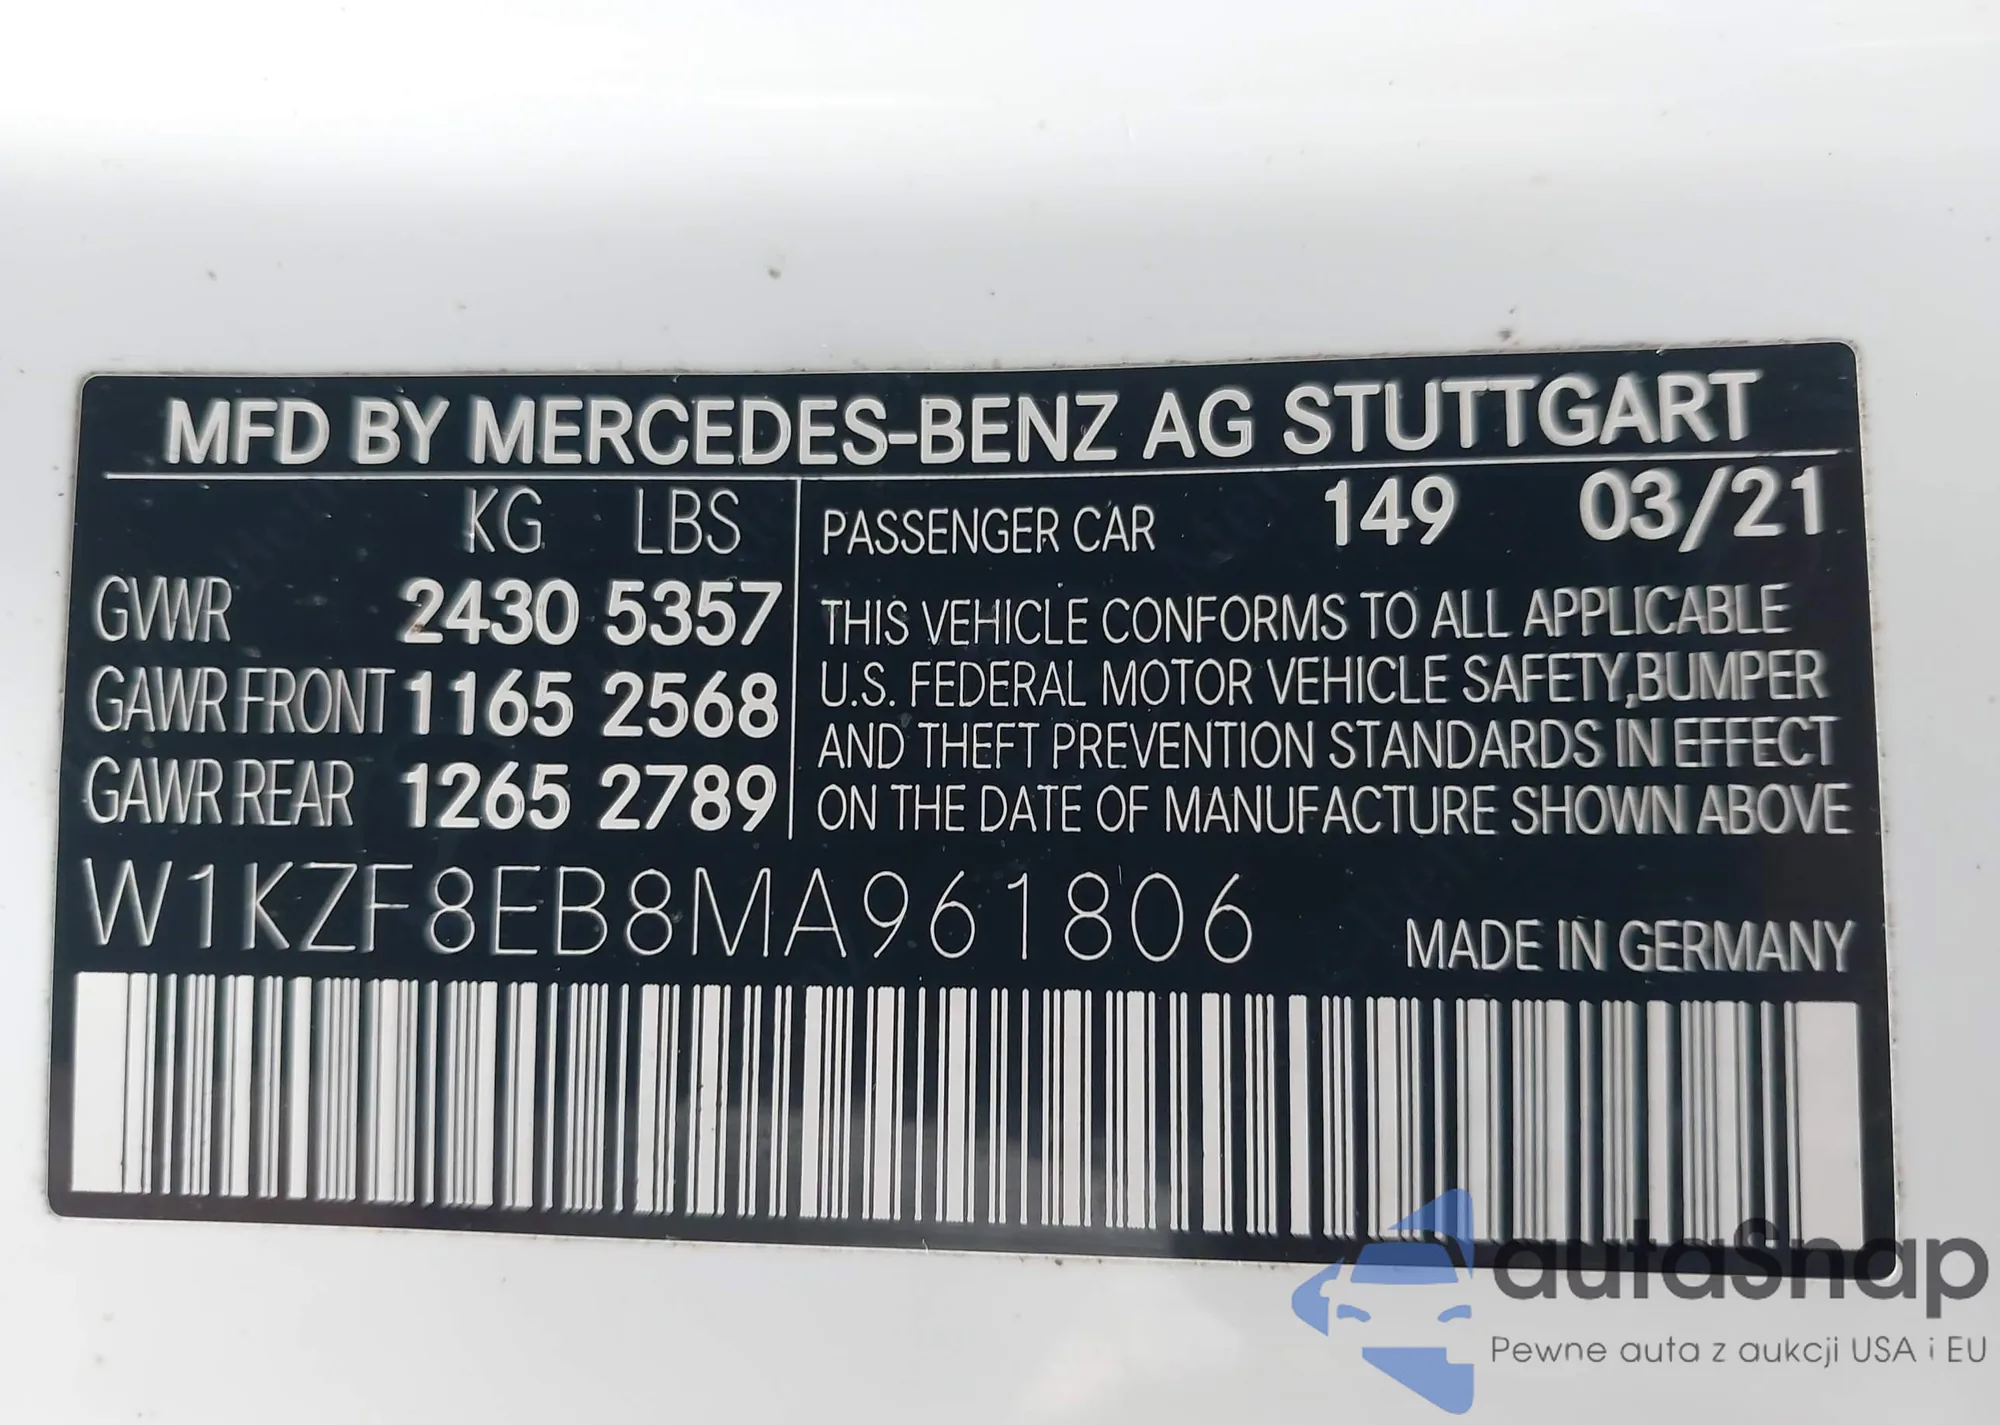 MFD BY MERCEDES-BENZ AG STUTTGART
KG LBS
GVWR 2430 5357
GAWR FRONT 1165 2568
GAWR REAR 1265 2789
PASSENGER CAR 149 03/21
THIS VEHICLE CONFORMS TO ALL APPLICABLE
U.S. FEDERAL MOTOR VEHICLE SAFETY,BUMPER
AND THEFT PREVENTION STANDARDS IN EFFECT
ON THE DATE OF MANUFACTURE SHOWN ABOVE
W1KZF8EB8MA961806
MADE IN GERMANY
autaSnap
Pewne auta z aukcji USA i EU